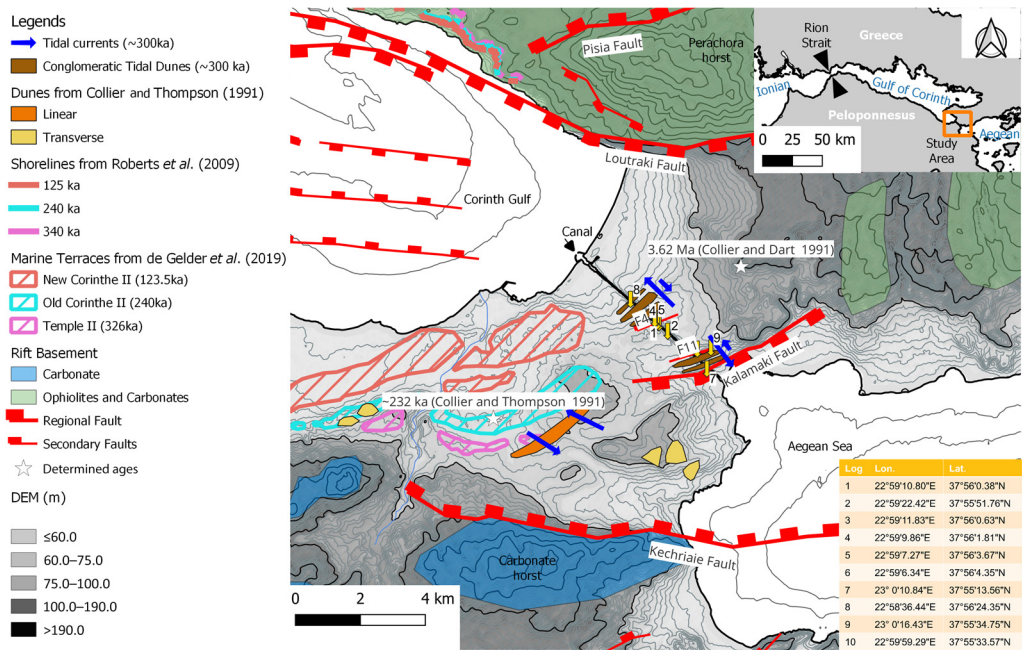 Legends
Tidal currents (~300ka)
Conglomeratic Tidal Dunes (~300 ka)
Dunes from Collier and Thompson (1991)
Linear
Transverse
Shorelines from Roberts et al. (2009)
125 ka
240 ka
340 ka
Marine Terraces from de Gelder et al. (2019)
New Corinthe II (123.5ka)
Old Corinthe II (240ka)
Temple II (326ka)
Rift Basement
Carbonate
Ophiolites and Carbonates
Regional Fault
Secondary Faults
Determined ages
DEM (m)
≤60.0
60.0–75.0
75.0–100.0
100.0–190.0
>190.0
Pisia Fault
Perachora
horst
Loutraki Fault
Corinth Gulf
Canal
3.62 Ma (Collier and Dart 1991)
8
F4
4 5
1
2
F11
9
7
Kalamaki Fault
~232 ka (Collier and Thompson 1991)
Aegean Sea
Kechriaie Fault
Carbonate
horst
0 2 4 km
Rion
Strait
Greece
Ionian
Gulf of Corinth
Peloponnesus
Aegean
Study
Area
0 25 50 km
Log Lon. Lat.
1 22°59'10.80"E 37°56'0.38"N
2 22°59'22.42"E 37°55'51.76"N
3 22°59'11.83"E 37°56'0.63"N
4 22°59'9.86"E 37°56'1.81"N
5 22°59'7.27"E 37°56'3.67"N
6 22°59'6.34"E 37°56'4.35"N
7 23° 0'10.84"E 37°55'13.56"N
8 22°58'36.44"E 37°56'24.35"N
9 23° 0'16.43"E 37°55'34.75"N
10 22°59'59.29"E 37°55'33.57"N